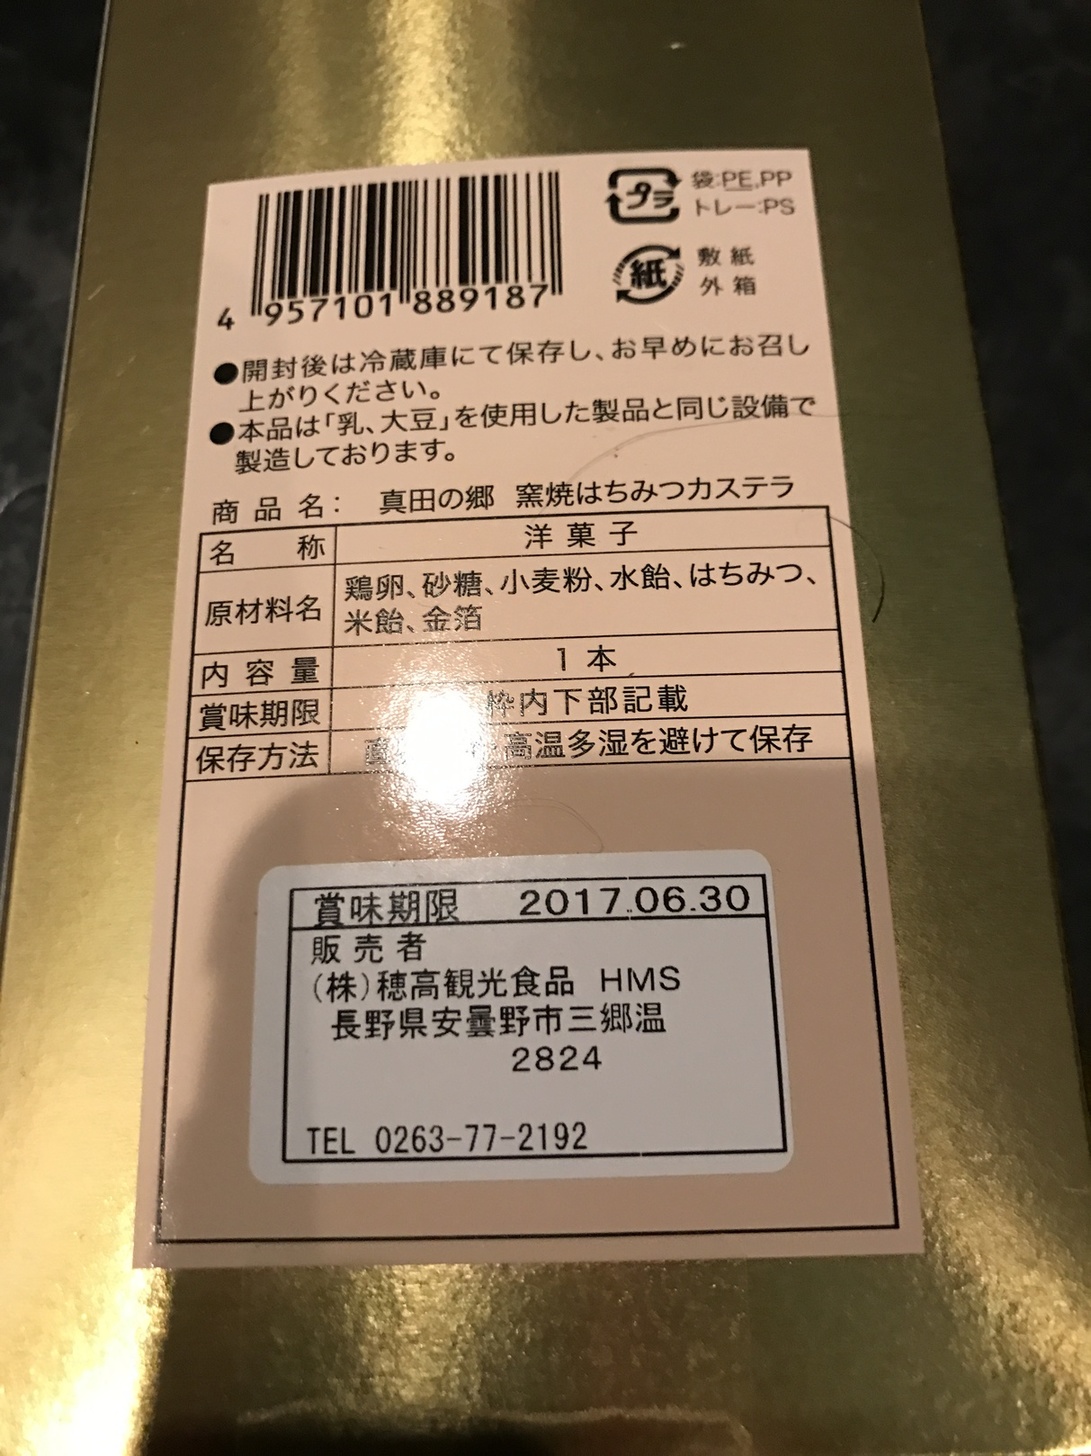 プラ 袋:PE,PP
トレー:PS
紙 敷紙
外箱
4 957101 889187
●開封後は冷蔵庫にて保存し、お早めにお召し
上がりください。
●本品は「乳、大豆」を使用した製品と同じ設備で
製造しております。
商品名: 真田の郷 窯焼はちみつカステラ
名称 洋菓子
原材料名 鶏卵、砂糖、小麦粉、水飴、はちみつ、
米飴、金箔
内容量 1本
賞味期限 枠内下部記載
保存方法 高温多湿を避けて保存
賞味期限 2017.06.30
販売者
(株)穂高観光食品 HMS
長野県安曇野市三郷温
2824
TEL 0263-77-2192